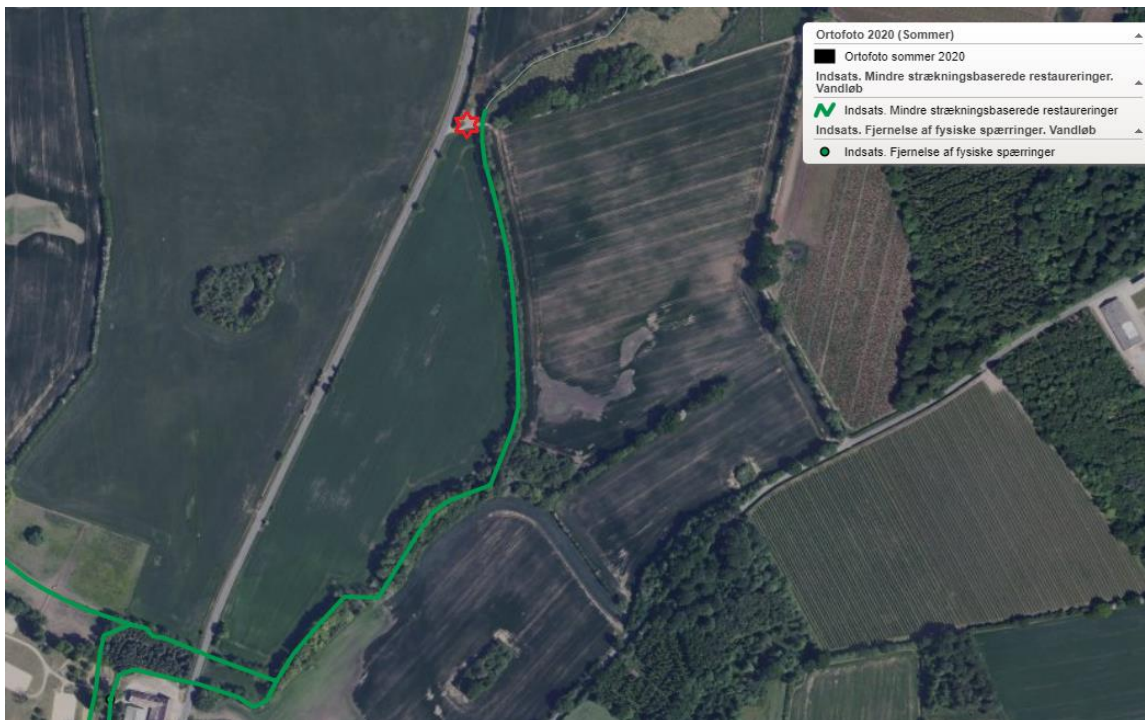 Ortofoto 2020 (Sommer)
Ortofoto sommer 2020
Indsats. Mindre strækningsbaserede restaureringer.
Vandløb
Indsats. Mindre strækningsbaserede restaureringer
Indsats. Fjernelse af fysiske spærringer. Vandløb
Indsats. Fjernelse af fysiske spærringer